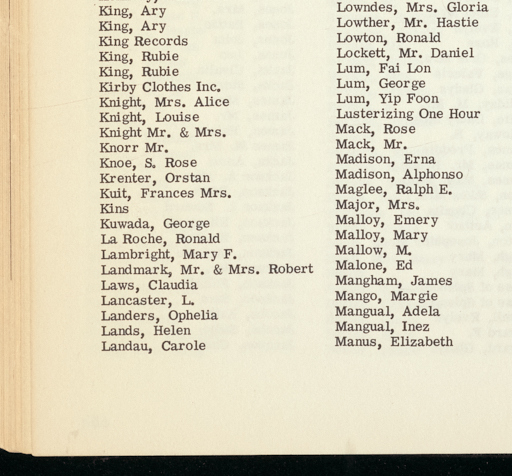 King, Ary
King, Ary
King Records
King, Rubie
King, Rubie
Kirby Clothes Inc.
Knight, Mrs. Alice
Knight, Louise
Knight Mr. & Mrs.
Knorr Mr.
Knoe, S. Rose
Krenter, Orstan
Kuit, Frances Mrs.
Kins
Kuwada, George
La Roche, Ronald
Lambright, Mary F.
Landmark, Mr. & Mrs. Robert
Laws, Claudia
Lancaster, L.
Landers, Ophelia
Lands, Helen
Landau, Carole
Lowndes, Mrs. Gloria
Lowther, Mr. Hastie
Lowton, Ronald
Lockett, Mr. Daniel
Lum, Fai Lon
Lum, George
Lum, Yip Foon
Lusterizing One Hour
Mack, Rose
Mack, Mr.
Madison, Erna
Madison, Alphonso
Maglee, Ralph E.
Major, Mrs.
Malloy, Emery
Malloy, Mary
Mallow, M.
Malone, Ed
Mangham, James
Mango, Margie
Mangual, Adela
Mangual, Inez
Manus, Elizabeth